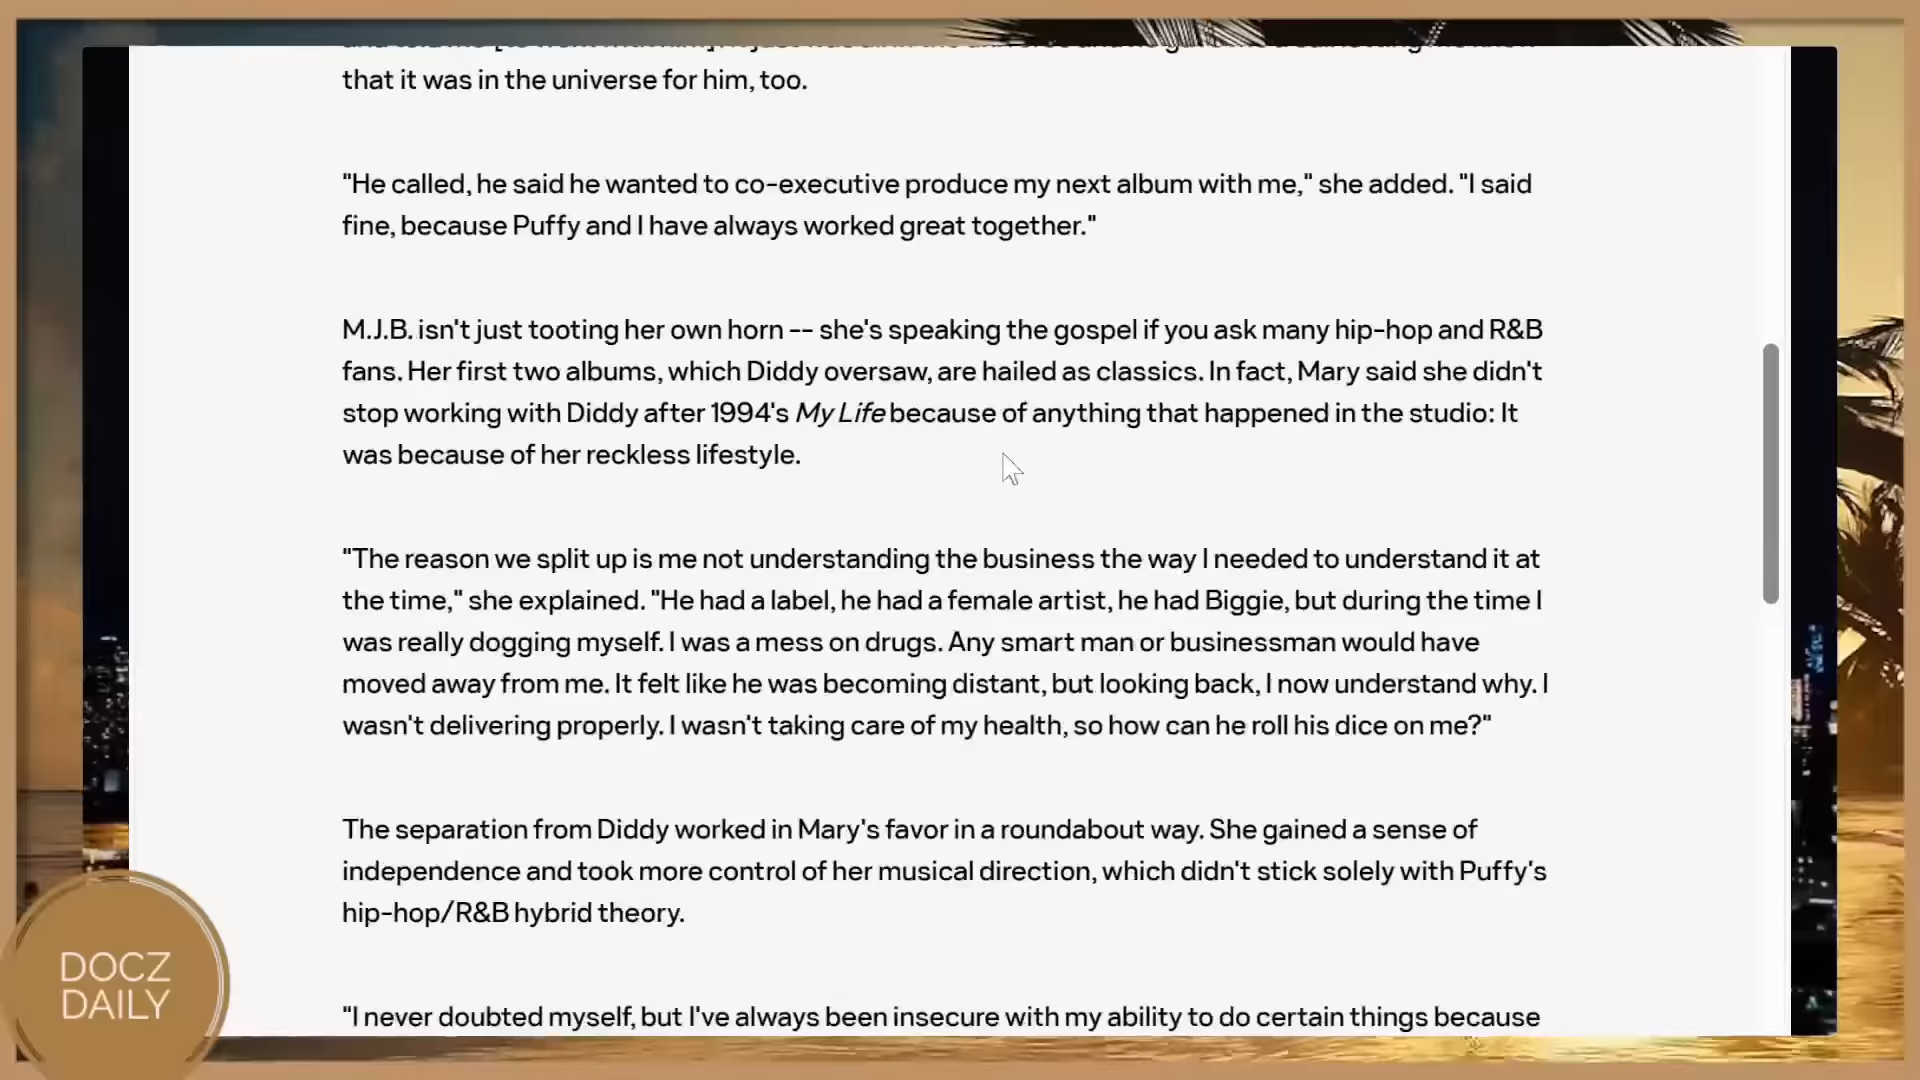 that it was in the universe for him, too.
"He called, he said he wanted to co-executive produce my next album with me," she added. "I said
fine, because Puffy and I have always worked great together."
M.J.B. isn't just tooting her own horn -- she's speaking the gospel if you ask many hip-hop and R&B
fans. Her first two albums, which Diddy oversaw, are hailed as classics. In fact, Mary said she didn't
stop working with Diddy after 1994's My Life because of anything that happened in the studio: It
was because of her reckless lifestyle.
"The reason we split up is me not understanding the business the way I needed to understand it at
the time," she explained. "He had a label, he had a female artist, he had Biggie, but during the time I
was really dogging myself. I was a mess on drugs. Any smart man or businessman would have
moved away from me. It felt like he was becoming distant, but looking back, I now understand why. I
wasn't delivering properly. I wasn't taking care of my health, so how can he roll his dice on me?"
The separation from Diddy worked in Mary's favor in a roundabout way. She gained a sense of
independence and took more control of her musical direction, which didn't stick solely with Puffy's
hip-hop/R&B hybrid theory.
"I never doubted myself, but I've always been insecure with my ability to do certain things because
DOCZ
DAILY